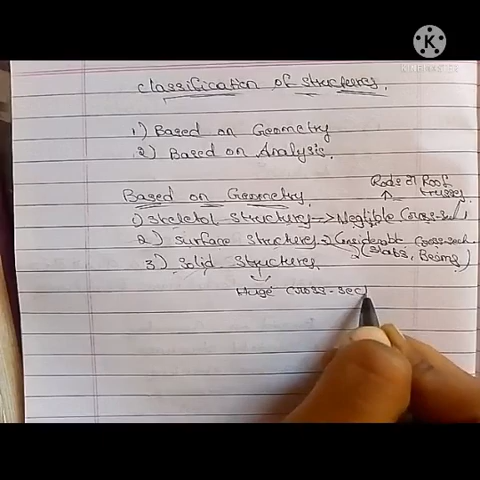 K
KINEMASTER
classification of structures.
1) Based on Geometry
2) Based on Analysis.
Rods of Roof
trusses
Based on Geometry.
1) Skeletal Structures -> Negligible Cross-sec
2) Surface Structures -> Considerable Cross-sec
(Slabs, Beams)
3) Solid Structures
Huge Cross-sec